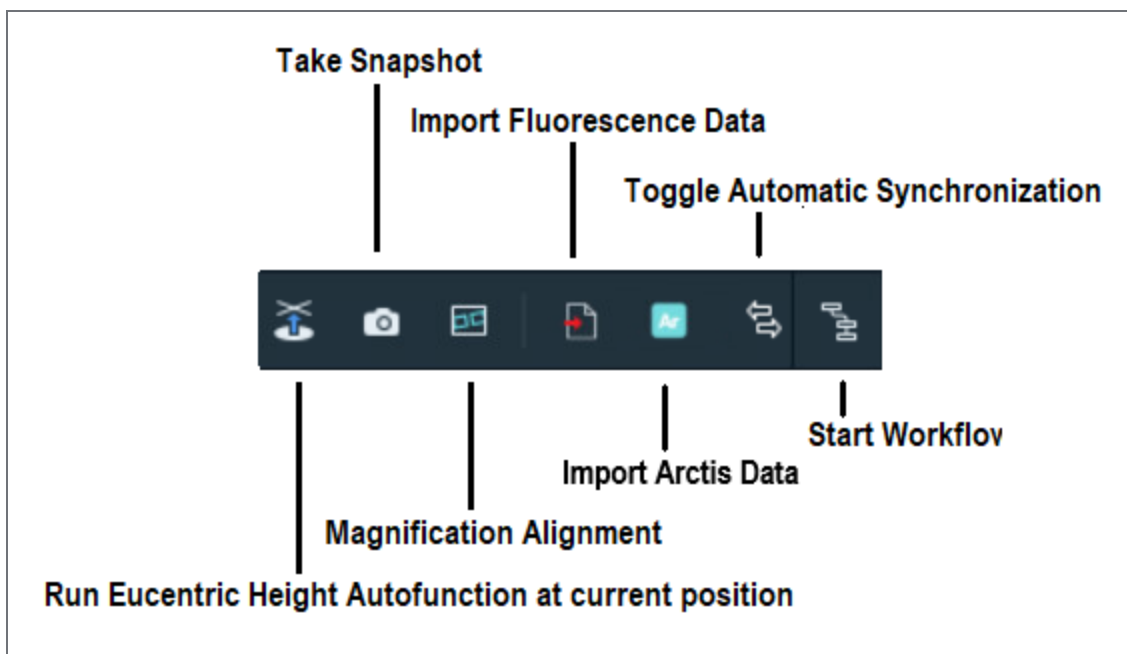 Take Snapshot
Import Fluorescence Data
Toggle Automatic Synchronization
Ar
Start Workflov
Import Arctis Data
Magnification Alignment
Run Eucentric Height Autofunction at current position